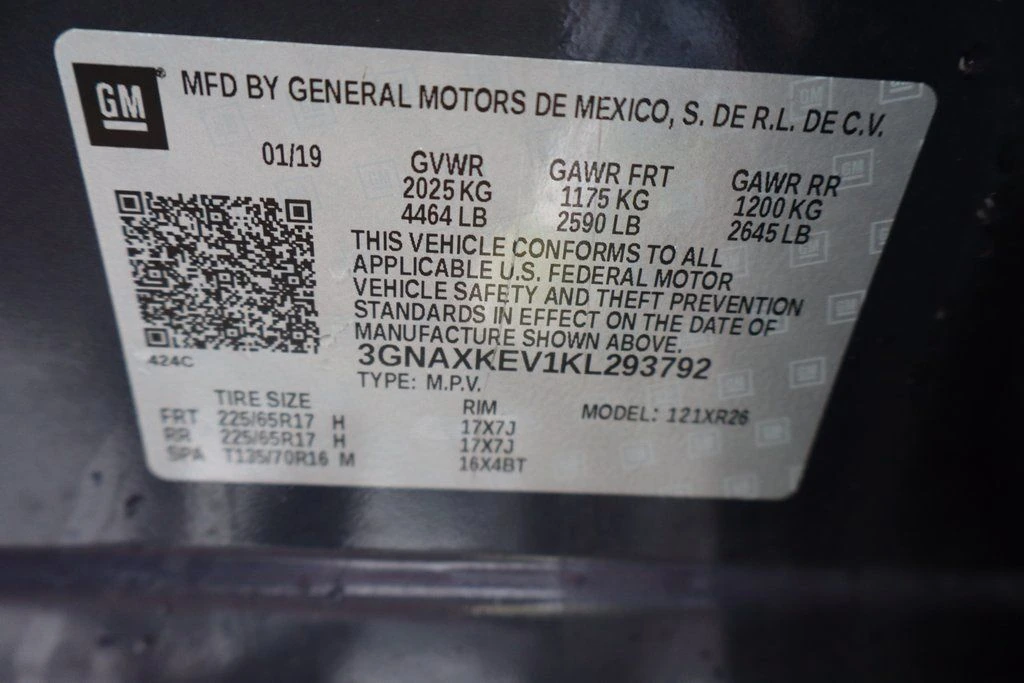 GM® MFD BY GENERAL MOTORS DE MEXICO, S. DE R.L. DE C.V.
01/19 GVWR GAWR FRT GAWR RR
2025 KG 1175 KG 1200 KG
4464 LB 2590 LB 2645 LB
THIS VEHICLE CONFORMS TO ALL
APPLICABLE U.S. FEDERAL MOTOR
VEHICLE SAFETY AND THEFT PREVENTION
STANDARDS IN EFFECT ON THE DATE OF
MANUFACTURE SHOWN ABOVE.
424C 3GNAXKEV1KL293792
TYPE: M.P.V.
TIRE SIZE RIM MODEL: 121XR26
FRT 225/65R17 H 17X7J
RR 225/65R17 H 17X7J
SPA T135/70R16 M 16X4BT